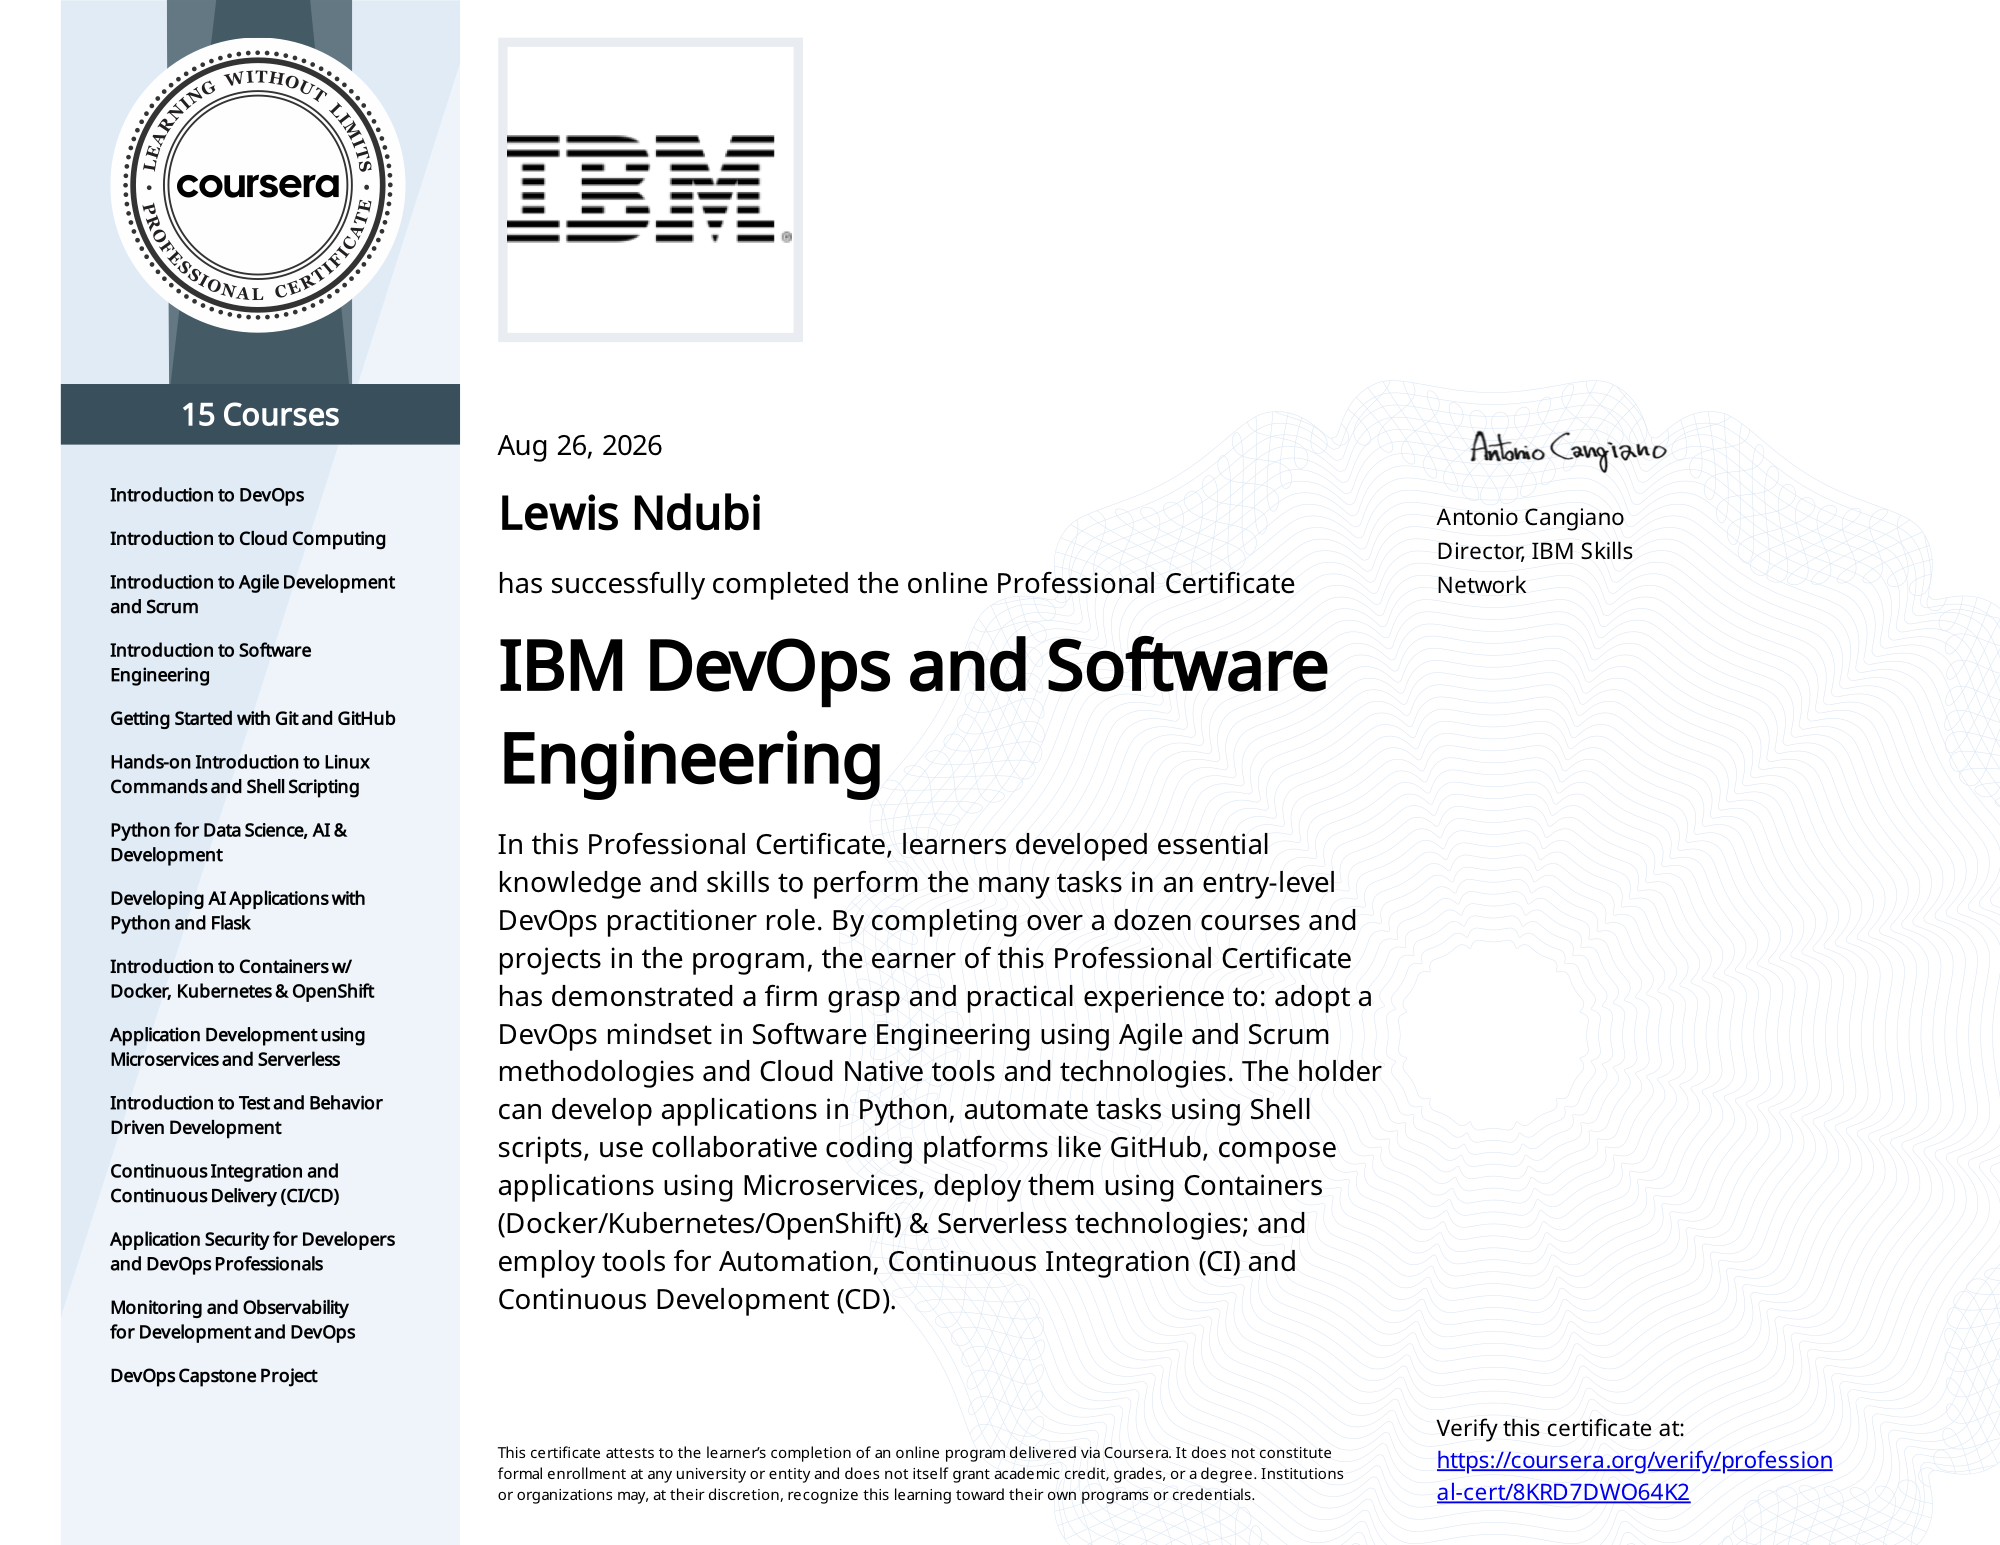 LEARNING WITHOUT LIMITS
coursera
PROFESSIONAL CERTIFICATE
15 Courses
Introduction to DevOps
Introduction to Cloud Computing
Introduction to Agile Development
and Scrum
Introduction to Software
Engineering
Getting Started with Git and GitHub
Hands-on Introduction to Linux
Commands and Shell Scripting
Python for Data Science, AI &
Development
Developing AI Applications with
Python and Flask
Introduction to Containers w/
Docker, Kubernetes & OpenShift
Application Development using
Microservices and Serverless
Introduction to Test and Behavior
Driven Development
Continuous Integration and
Continuous Delivery (CI/CD)
Application Security for Developers
and DevOps Professionals
Monitoring and Observability
for Development and DevOps
DevOps Capstone Project
IBM®
Aug 26, 2026
Lewis Ndubi
has successfully completed the online Professional Certificate
IBM DevOps and Software
Engineering
In this Professional Certificate, learners developed essential
knowledge and skills to perform the many tasks in an entry-level
DevOps practitioner role. By completing over a dozen courses and
projects in the program, the earner of this Professional Certificate
has demonstrated a firm grasp and practical experience to: adopt a
DevOps mindset in Software Engineering using Agile and Scrum
methodologies and Cloud Native tools and technologies. The holder
can develop applications in Python, automate tasks using Shell
scripts, use collaborative coding platforms like GitHub, compose
applications using Microservices, deploy them using Containers
(Docker/Kubernetes/OpenShift) & Serverless technologies; and
employ tools for Automation, Continuous Integration (CI) and
Continuous Development (CD).
This certificate attests to the learner's completion of an online program delivered via Coursera. It does not constitute
formal enrollment at any university or entity and does not itself grant academic credit, grades, or a degree. Institutions
or organizations may, at their discretion, recognize this learning toward their own programs or credentials.
Antonio Cangiano
Antonio Cangiano
Director, IBM Skills
Network
Verify this certificate at:
https://coursera.org/verify/profession
al-cert/8KRD7DWO64K2